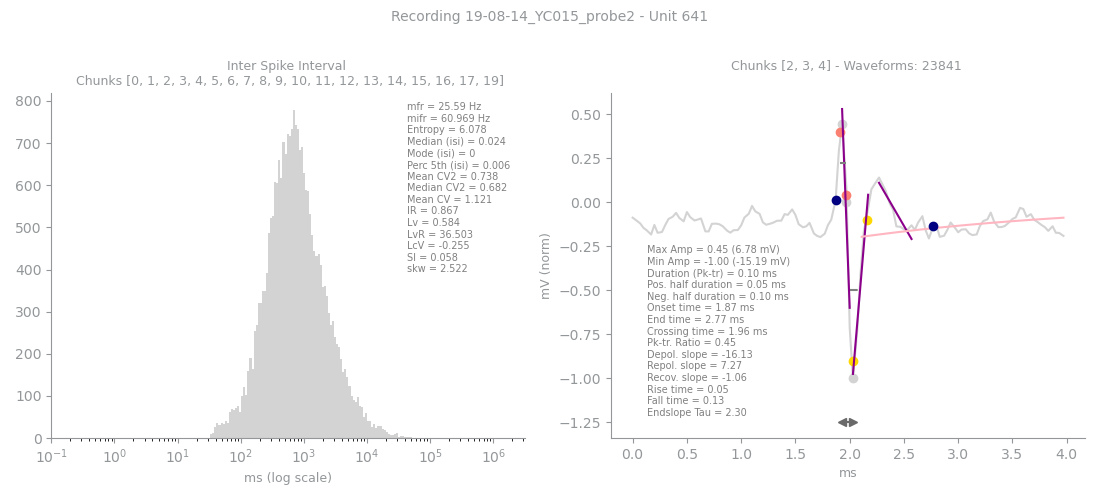 Recording 19-08-14_YC015_probe2 - Unit 641
Inter Spike Interval
Chunks [0, 1, 2, 3, 4, 5, 6, 7, 8, 9, 10, 11, 12, 13, 14, 15, 16, 17, 19]
800
700
600
500
400
300
200
100
0
mfr = 25.59 Hz
mifr = 60.969 Hz
Entropy = 6.078
Median (isi) = 0.024
Mode (isi) = 0
Perc 5th (isi) = 0.006
Mean CV2 = 0.738
Median CV2 = 0.682
Mean CV = 1.121
IR = 0.867
Lv = 0.584
LvR = 36.503
LcV = -0.255
SI = 0.058
skw = 2.522
10⁻¹ 10⁰ 10¹ 10² 10³ 10⁴ 10⁵ 10⁶
ms (log scale)
Chunks [2, 3, 4] - Waveforms: 23841
mV (norm)
0.50
0.25
0.00
−0.25
−0.50
−0.75
−1.00
−1.25
Max Amp = 0.45 (6.78 mV)
Min Amp = -1.00 (-15.19 mV)
Duration (Pk-tr) = 0.10 ms
Pos. half duration = 0.05 ms
Neg. half duration = 0.10 ms
Onset time = 1.87 ms
End time = 2.77 ms
Crossing time = 1.96 ms
Pk-tr. Ratio = 0.45
Depol. slope = -16.13
Repol. slope = 7.27
Recov. slope = -1.06
Rise time = 0.05
Fall time = 0.13
Endslope Tau = 2.30
0.0 0.5 1.0 1.5 2.0 2.5 3.0 3.5 4.0
ms